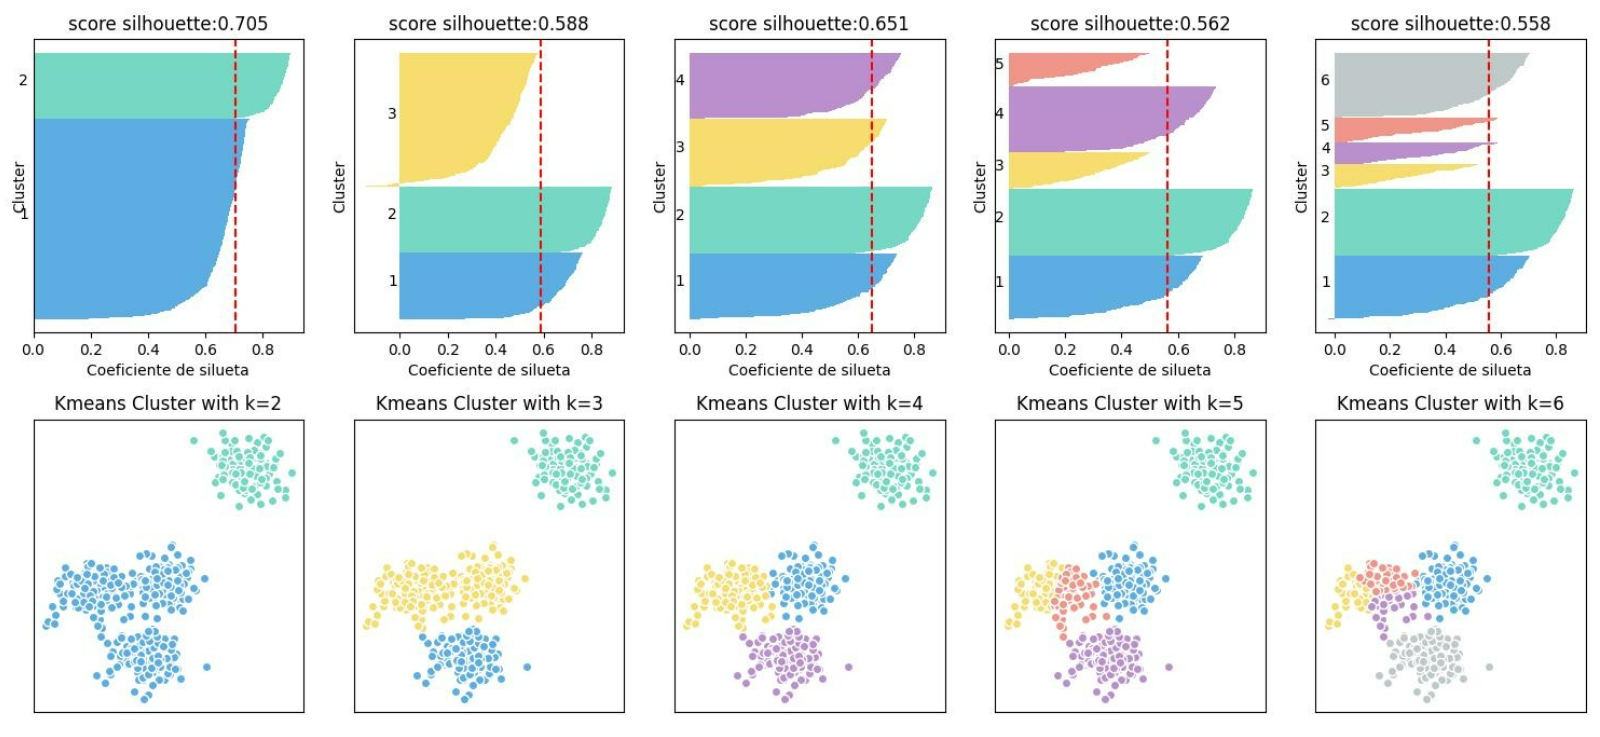 score silhouette:0.705
2
1
Cluster
0.0 0.2 0.4 0.6 0.8
Coeficiente de silueta
score silhouette:0.588
3
2
1
Cluster
0.0 0.2 0.4 0.6 0.8
Coeficiente de silueta
score silhouette:0.651
4
3
2
1
Cluster
0.0 0.2 0.4 0.6 0.8
Coeficiente de silueta
score silhouette:0.562
5
4
3
2
1
Cluster
0.0 0.2 0.4 0.6 0.8
Coeficiente de silueta
score silhouette:0.558
6
5
4
3
2
1
Cluster
0.0 0.2 0.4 0.6 0.8
Coeficiente de silueta
Kmeans Cluster with k=2
Kmeans Cluster with k=3
Kmeans Cluster with k=4
Kmeans Cluster with k=5
Kmeans Cluster with k=6